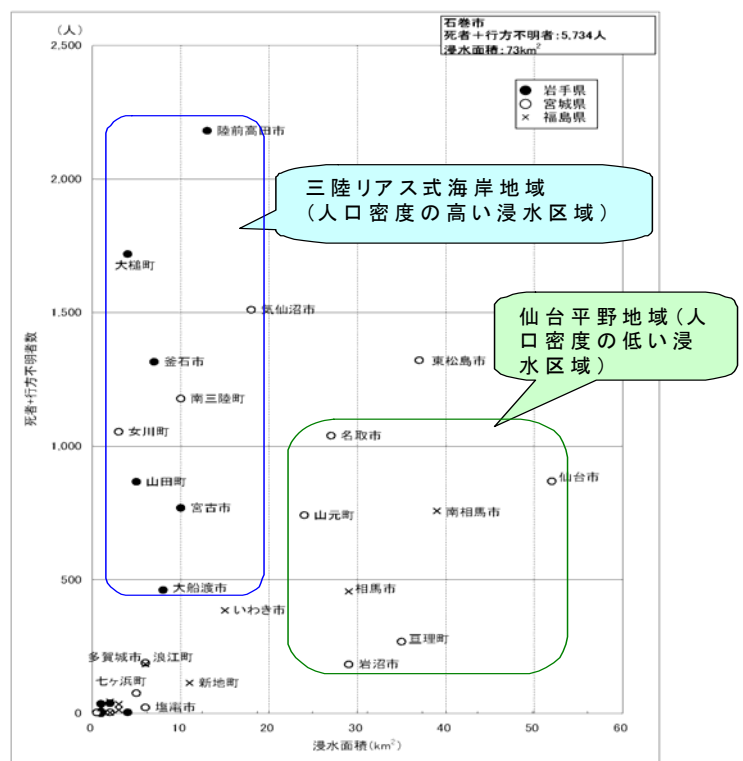 (人)
石巻市
死者+行方不明者:5,734人
浸水面積:73km²
2,500
● 岩手県
○ 宮城県
× 福島県
陸前高田市
2,000
三陸リアス式海岸地域
(人口密度の高い浸水区域)
大槌町
1,500
気仙沼市
仙台平野地域(人
口密度の低い浸
水区域)
釜石市
東松島市
南三陸町
女川町
名取市
1,000
山田町
仙台市
宮古市
山元町
南相馬市
死者+行方不明者数
500
大船渡市
相馬市
いわき市
亘理町
多賀城市
浪江町
岩沼市
七ヶ浜町
新地町
塩竈市
0
0 10 20 30 40 50 60
浸水面積(km²)